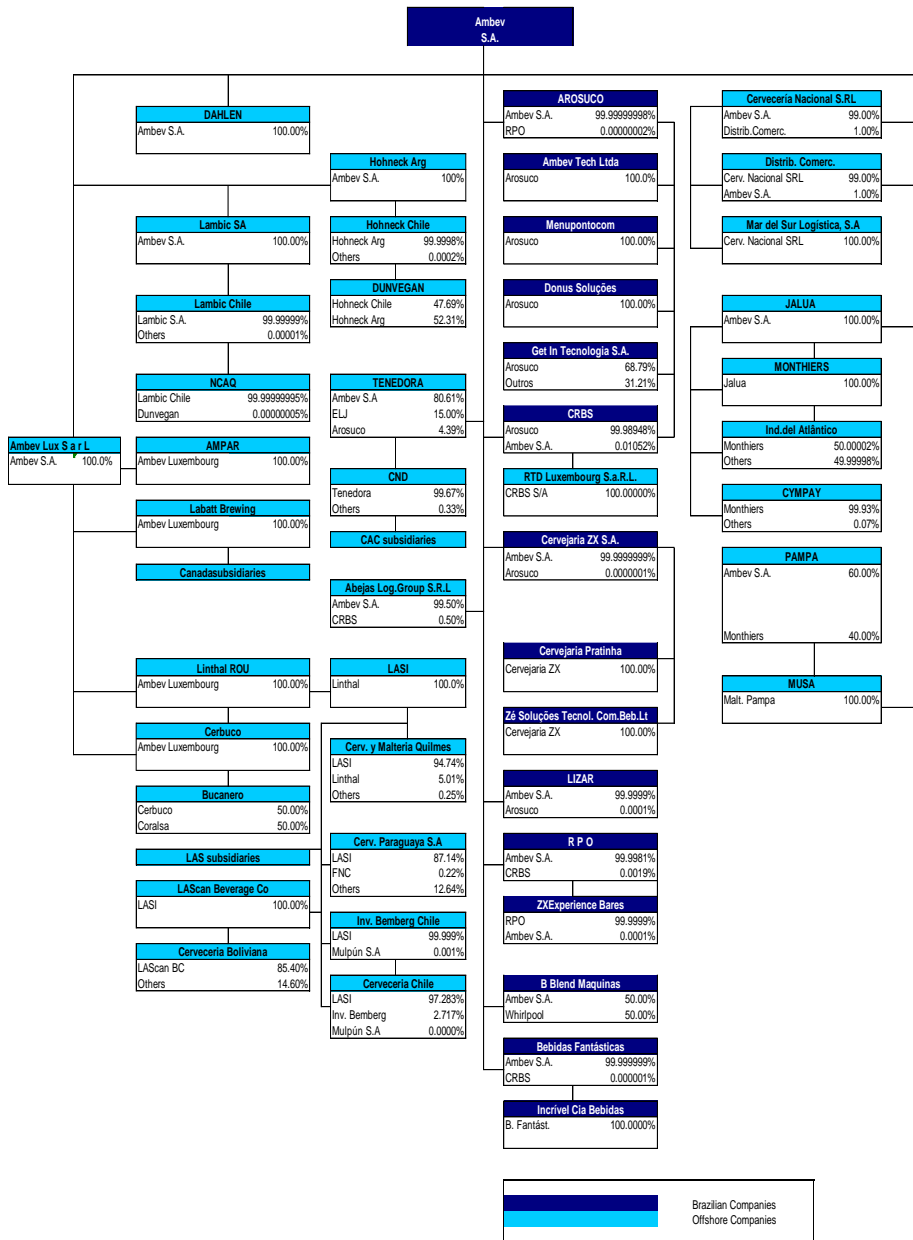 Ambev
S.A.
DAHLEN
Ambev S.A. 100.00%
Hohneck Arg
Ambev S.A. 100%
Lambic SA
Ambev S.A. 100.00%
Hohneck Chile
Hohneck Arg 99.9998%
Others 0.0002%
DUNVEGAN
Hohneck Chile 47.69%
Hohneck Arg 52.31%
Lambic Chile
Lambic S.A. 99.99999%
Others 0.00001%
NCAQ
Lambic Chile 99.99999995%
Dunvegan 0.00000005%
TENEDORA
Ambev S.A 80.61%
ELJ 15.00%
Arosuco 4.39%
Ambev Lux S a r L
Ambev S.A. 100.0%
AMPAR
Ambev Luxembourg 100.00%
CND
Tenedora 99.67%
Others 0.33%
CAC subsidiaries
Labatt Brewing
Ambev Luxembourg 100.00%
Canadasubsidiaries
Abejas Log.Group S.R.L
Ambev S.A. 99.50%
CRBS 0.50%
Linthal ROU
Ambev Luxembourg 100.00%
LASI
Linthal 100.0%
Cerbuco
Ambev Luxembourg 100.00%
Bucanero
Cerbuco 50.00%
Coralsa 50.00%
Cerv. y Malteria Quilmes
LASI 94.74%
Linthal 5.01%
Others 0.25%
LAS subsidiaries
Cerv. Paraguaya S.A
LASI 87.14%
FNC 0.22%
Others 12.64%
LAScan Beverage Co
LASI 100.00%
Inv. Bemberg Chile
LASI 99.999%
Mulpún S.A 0.001%
Cerveceria Boliviana
LAScan BC 85.40%
Others 14.60%
Cerveceria Chile
LASI 97.283%
Inv. Bemberg 2.717%
Mulpún S.A 0.0000%
AROSUCO
Ambev S.A. 99.99999998%
RPO 0.00000002%
Ambev Tech Ltda
Arosuco 100.0%
Menupontocom
Arosuco 100.00%
Donus Soluções
Arosuco 100.00%
Get In Tecnologia S.A.
Arosuco 68.79%
Outros 31.21%
CRBS
Arosuco 99.98948%
Ambev S.A. 0.01052%
RTD Luxembourg S.a.R.L.
CRBS S/A 100.00000%
Cervejaria ZX S.A.
Ambev S.A. 99.9999999%
Arosuco 0.0000001%
Cervejaria Pratinha
Cervejaria ZX 100.00%
Zé Soluções Tecnol. Com.Beb.Lt
Cervejaria ZX 100.00%
LIZAR
Ambev S.A. 99.9999%
Arosuco 0.0001%
R P O
Ambev S.A. 99.9981%
CRBS 0.0019%
ZXExperience Bares
RPO 99.9999%
Ambev S.A. 0.0001%
B Blend Maquinas
Ambev S.A. 50.00%
Whirlpool 50.00%
Bebidas Fantásticas
Ambev S.A. 99.999999%
CRBS 0.000001%
Incrível Cia Bebidas
B. Fantást. 100.0000%
Cervecería Nacional S.RL
Ambev S.A. 99.00%
Distrib.Comerc. 1.00%
Distrib. Comerc.
Cerv. Nacional SRL 99.00%
Ambev S.A. 1.00%
Mar del Sur Logística, S.A
Cerv. Nacional SRL 100.00%
JALUA
Ambev S.A. 100.00%
MONTHIERS
Jalua 100.00%
Ind.del Atlântico
Monthiers 50.00002%
Others 49.99998%
CYMPAY
Monthiers 99.93%
Others 0.07%
PAMPA
Ambev S.A. 60.00%
Monthiers 40.00%
MUSA
Malt. Pampa 100.00%
Brazilian Companies
Offshore Companies